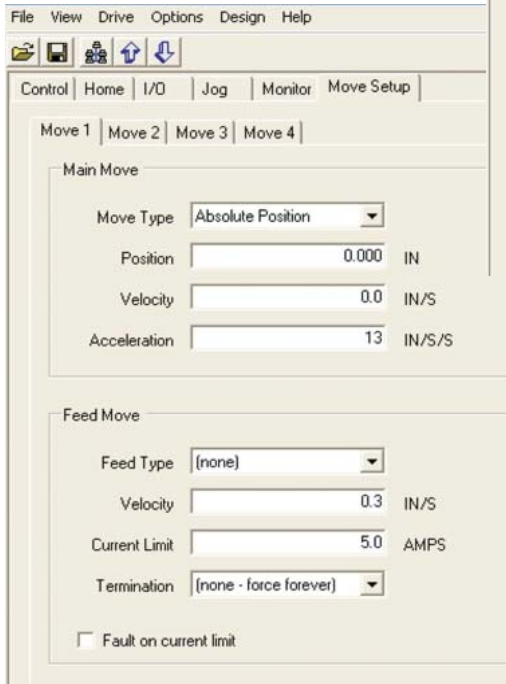 File View Drive Options Design Help
Control Home I/O Jog Monitor Move Setup
Move 1 Move 2 Move 3 Move 4
Main Move
Move Type Absolute Position
Position 0.000 IN
Velocity 0.0 IN/S
Acceleration 13 IN/S/S
Feed Move
Feed Type (none)
Velocity 0.3 IN/S
Current Limit 5.0 AMPS
Termination (none - force forever)
Fault on current limit